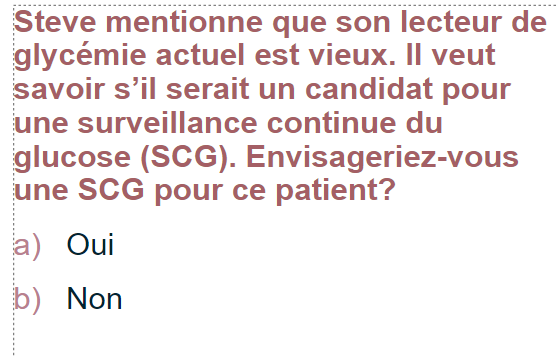 Steve mentionne que son lecteur de
glycémie actuel est vieux. Il veut
savoir s’il serait un candidat pour
une surveillance continue du
glucose (SCG). Envisageriez-vous
une SCG pour ce patient?
a) Oui
b) Non